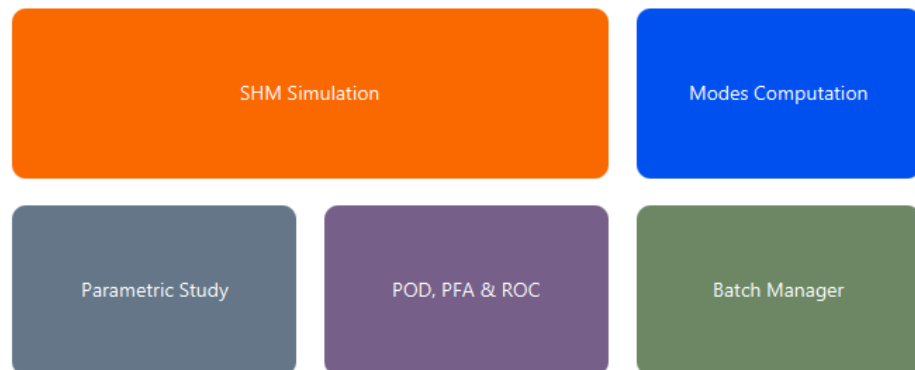 SHM Simulation
Modes Computation
Parametric Study
POD, PFA & ROC
Batch Manager